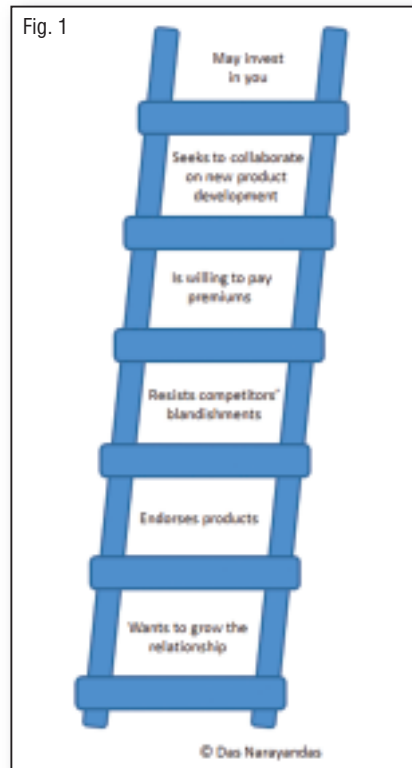 Fig. 1
May invest
in you
Seeks to collaborate
on new product
development
Is willing to pay
premiums
Resists competitors'
blandishments
Endorses products
Wants to grow the
relationship
© Das Narayandas